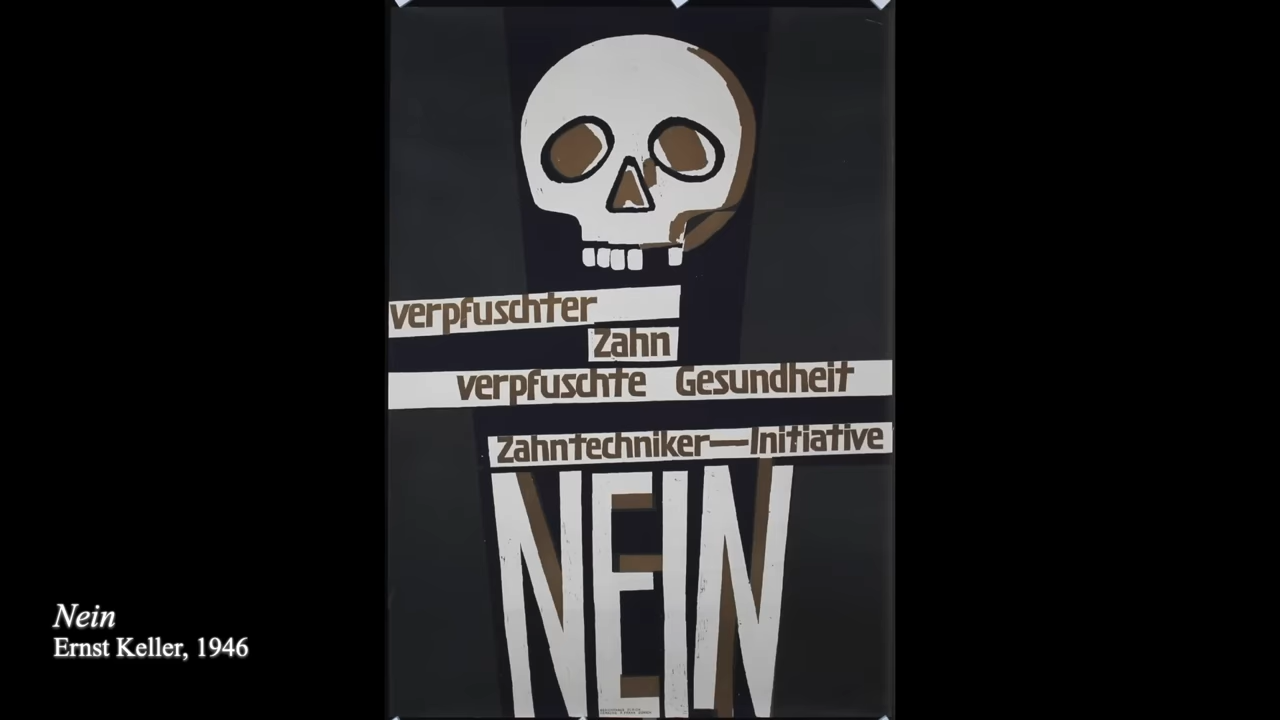 verpfuschter
Zahn
verpfuschte Gesundheit
Zahntechniker—Initiative
NEIN
Nein
Ernst Keller, 1946